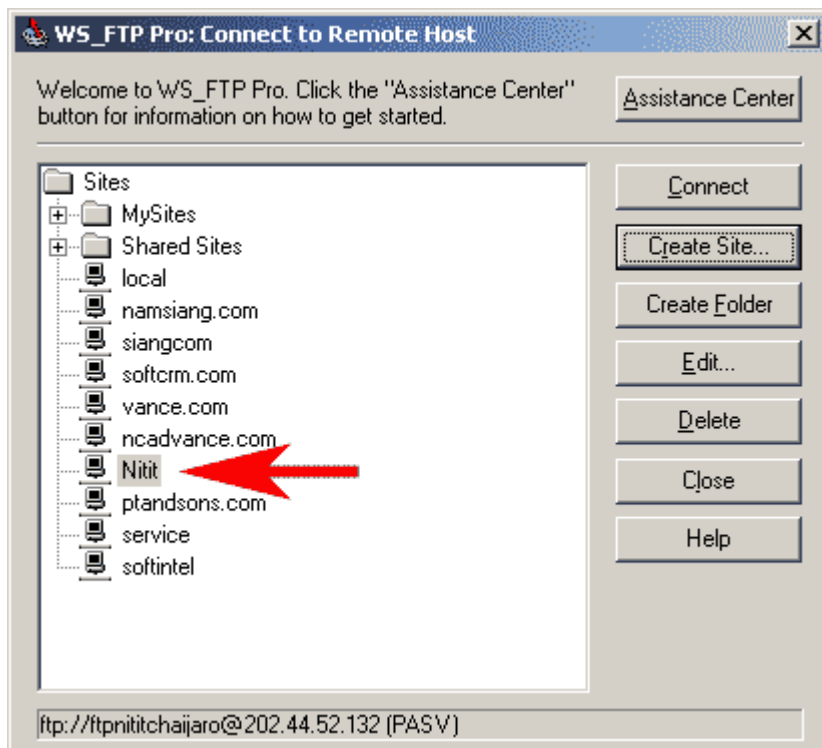 WS_FTP Pro: Connect to Remote Host
Welcome to WS_FTP Pro. Click the "Assistance Center"
button for information on how to get started.
Assistance Center
Sites
MySites
Shared Sites
local
namsiang.com
siangcom
softcrm.com
vance.com
ncadvance.com
Nitit
ptandsons.com
service
softintel
Connect
Create Site...
Create Folder
Edit...
Delete
Close
Help
ftp://ftpnititchaijaro@202.44.52.132 (PASV)